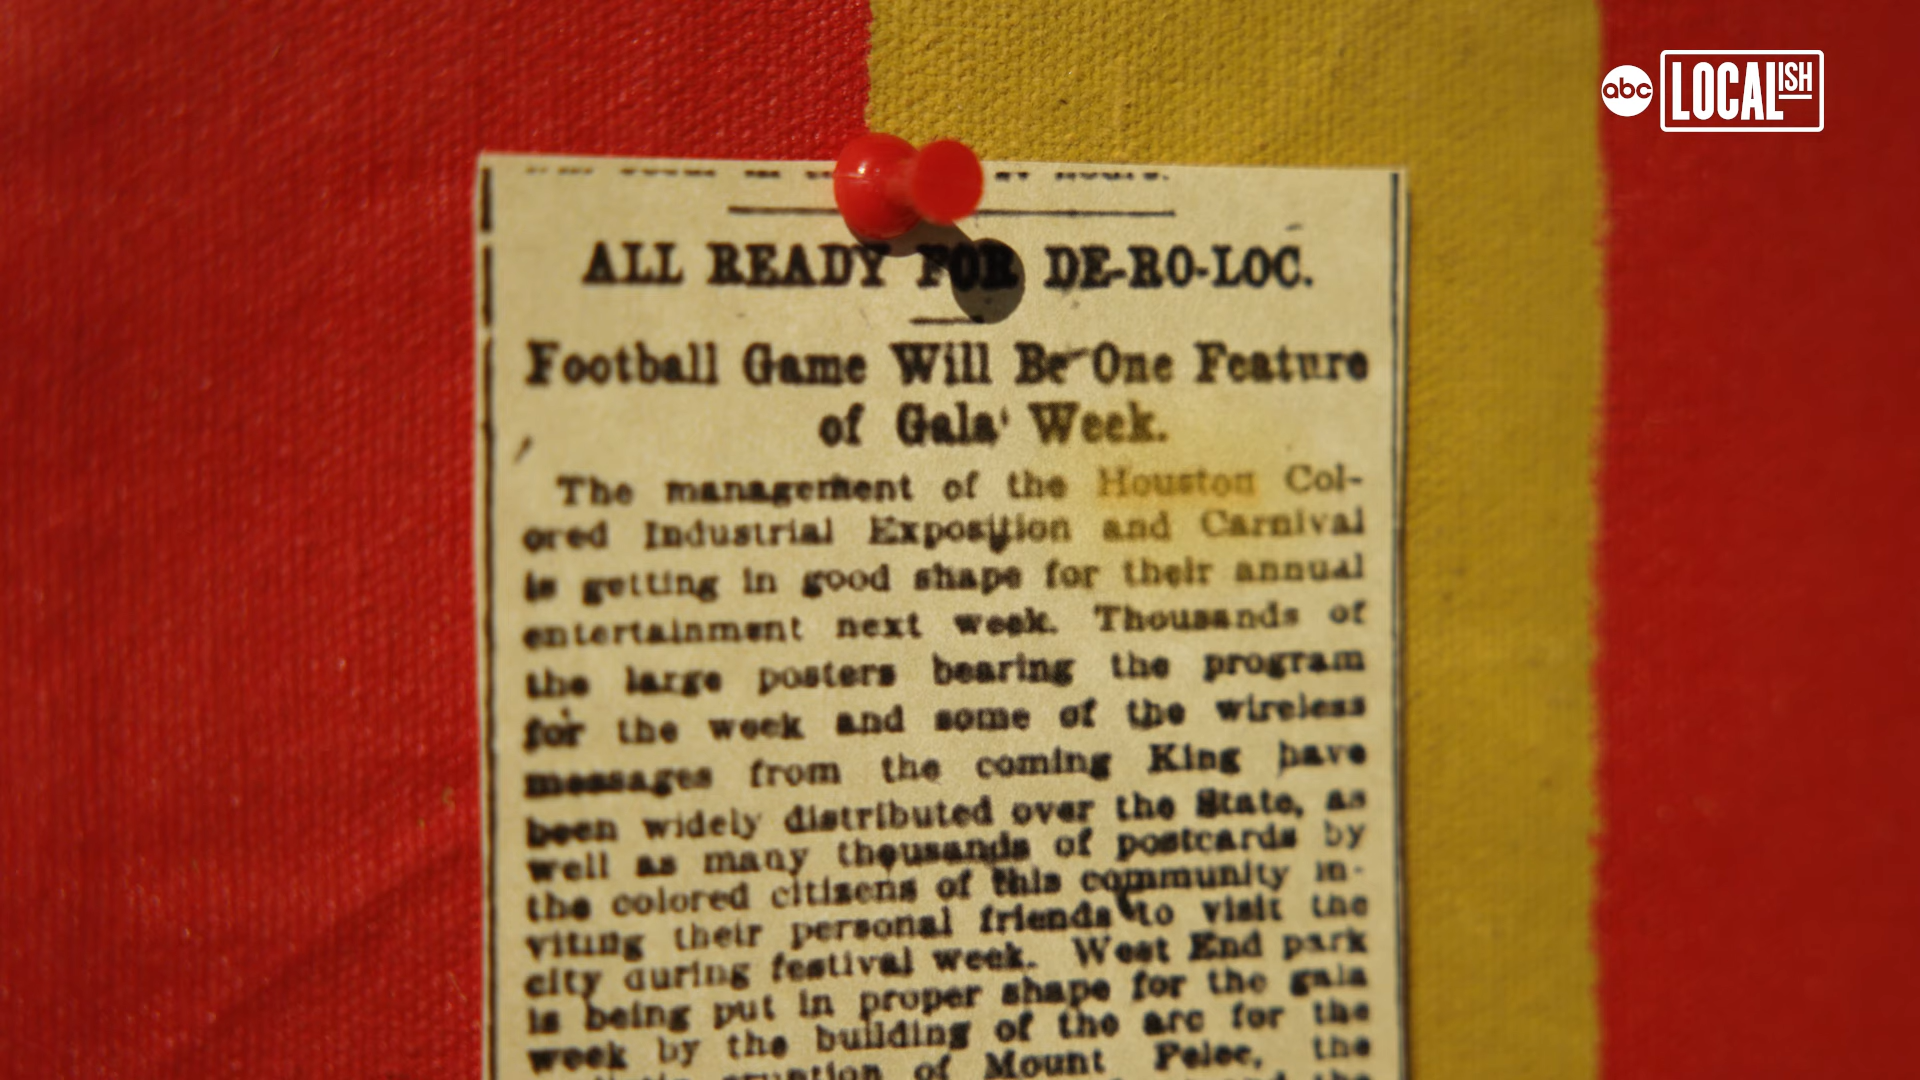 abc LOCALISH
hours.
ALL READY FOR DE-RO-LOC.
Football Game Will Be One Feature
of Gala Week.
The management of the Houston Col-
ored Industrial Exposition and Carnival
is getting in good shape for their annual
entertainment next week. Thousands of
the large posters bearing the program
for the week and some of the wireless
messages from the coming King have
been widely distributed over the State, as
well as many thousands of postcards by
the colored citizens of this community in-
viting their personal friends to visit the
city during festival week. West End park
is being put in proper shape for the gala
week by the building of the arc for the
eruption of Mount Pelee, the